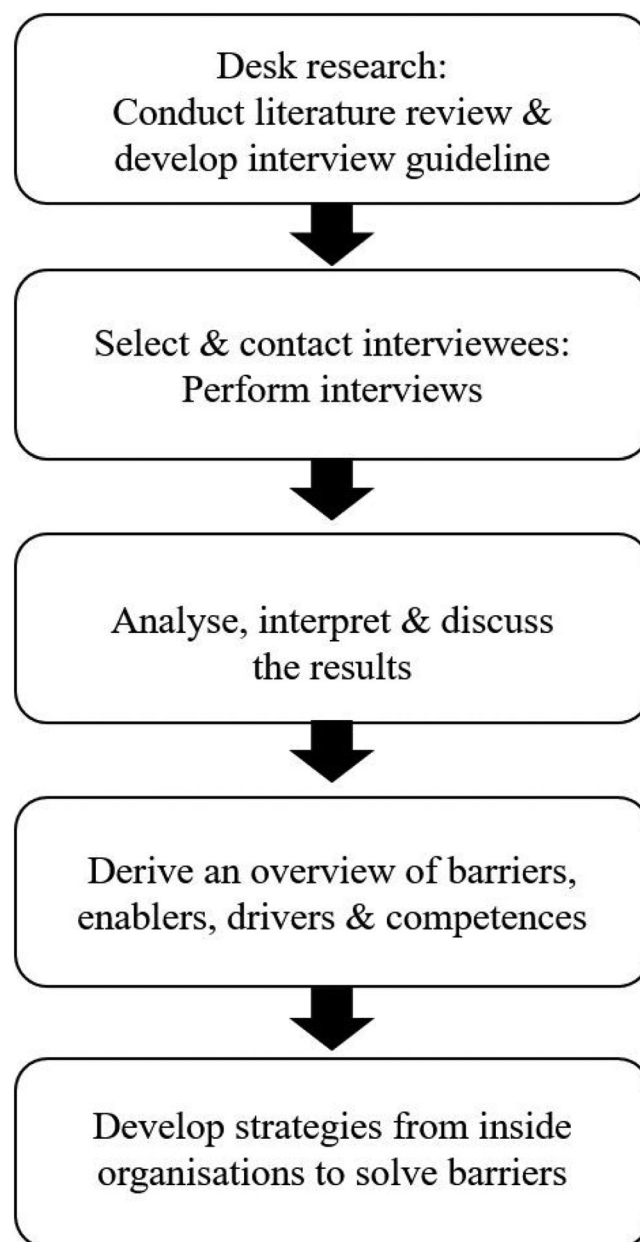 Desk research:
Conduct literature review &
develop interview guideline
Select & contact interviewees:
Perform interviews
Analyse, interpret & discuss
the results
Derive an overview of barriers,
enablers, drivers & competences
Develop strategies from inside
organisations to solve barriers